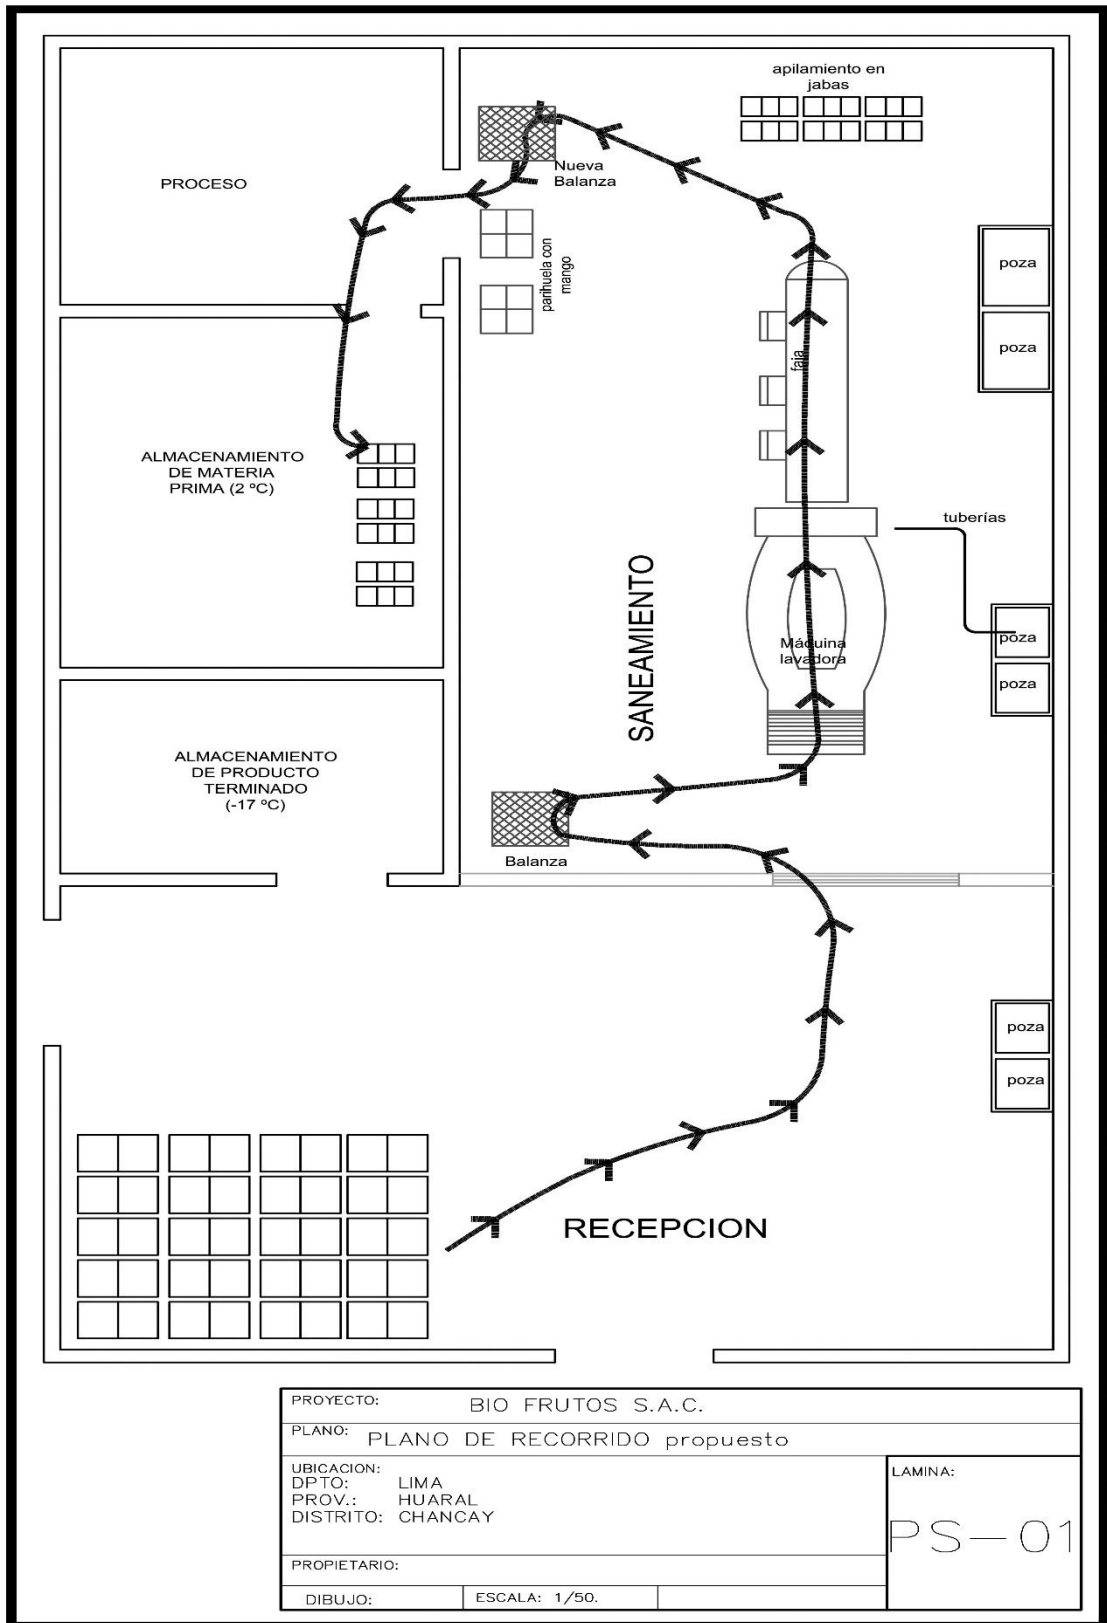 apilamiento en
jabas
PROCESO
Nueva
Balanza
parihuela con
mango
poza
poza
faja
ALMACENAMIENTO
DE MATERIA
PRIMA (2 ºC)
tuberías
SANEAMIENTO
Máquina
lavadora
poza
poza
ALMACENAMIENTO
DE PRODUCTO
TERMINADO
(-17 ºC)
Balanza
poza
poza
RECEPCION
PROYECTO: BIO FRUTOS S.A.C.
PLANO: PLANO DE RECORRIDO propuesto
UBICACION:
DPTO: LIMA
PROV.: HUARAL
DISTRITO: CHANCAY
LAMINA:
PS-01
PROPIETARIO:
DIBUJO: ESCALA: 1/50.